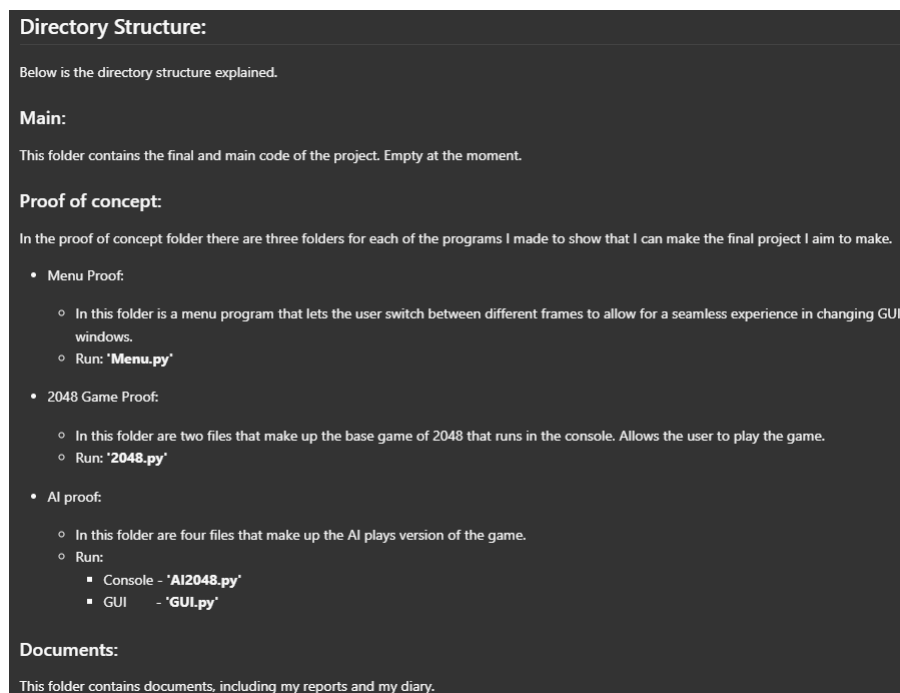 Directory Structure:
Below is the directory structure explained.
Main:
This folder contains the final and main code of the project. Empty at the moment.
Proof of concept:
In the proof of concept folder there are three folders for each of the programs I made to show that I can make the final project I aim to make.
• Menu Proof:
○ In this folder is a menu program that lets the user switch between different frames to allow for a seamless experience in changing GUI
windows.
○ Run: 'Menu.py'
• 2048 Game Proof:
○ In this folder are two files that make up the base game of 2048 that runs in the console. Allows the user to play the game.
○ Run: '2048.py'
• AI proof:
○ In this folder are four files that make up the AI plays version of the game.
○ Run:
▪ Console - 'AI2048.py'
▪ GUI - 'GUI.py'
Documents:
This folder contains documents, including my reports and my diary.